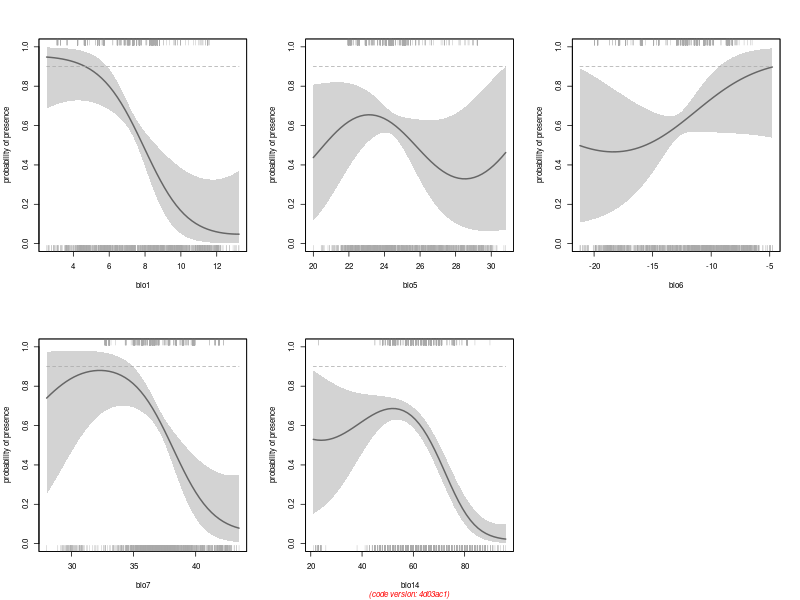 probability of presence
0.0 0.2 0.4 0.6 0.8 1.0
4 6 8 10 12
bio1
probability of presence
0.0 0.2 0.4 0.6 0.8 1.0
20 22 24 26 28 30
bio5
probability of presence
0.0 0.2 0.4 0.6 0.8 1.0
-20 -15 -10 -5
bio6
probability of presence
0.0 0.2 0.4 0.6 0.8 1.0
30 35 40
bio7
probability of presence
0.0 0.2 0.4 0.6 0.8 1.0
20 40 60 80
bio14
(code version: 4d03ac1)